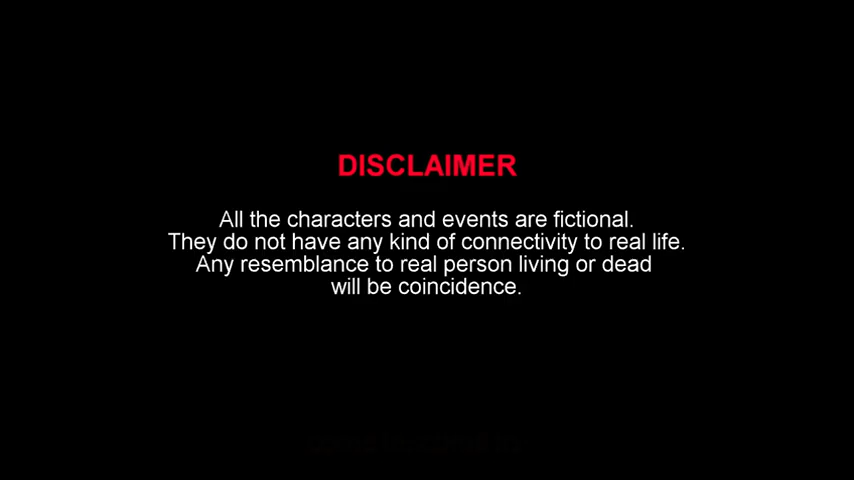 DISCLAIMER
All the characters and events are fictional.
They do not have any kind of connectivity to real life.
Any resemblance to real person living or dead
will be coincidence.